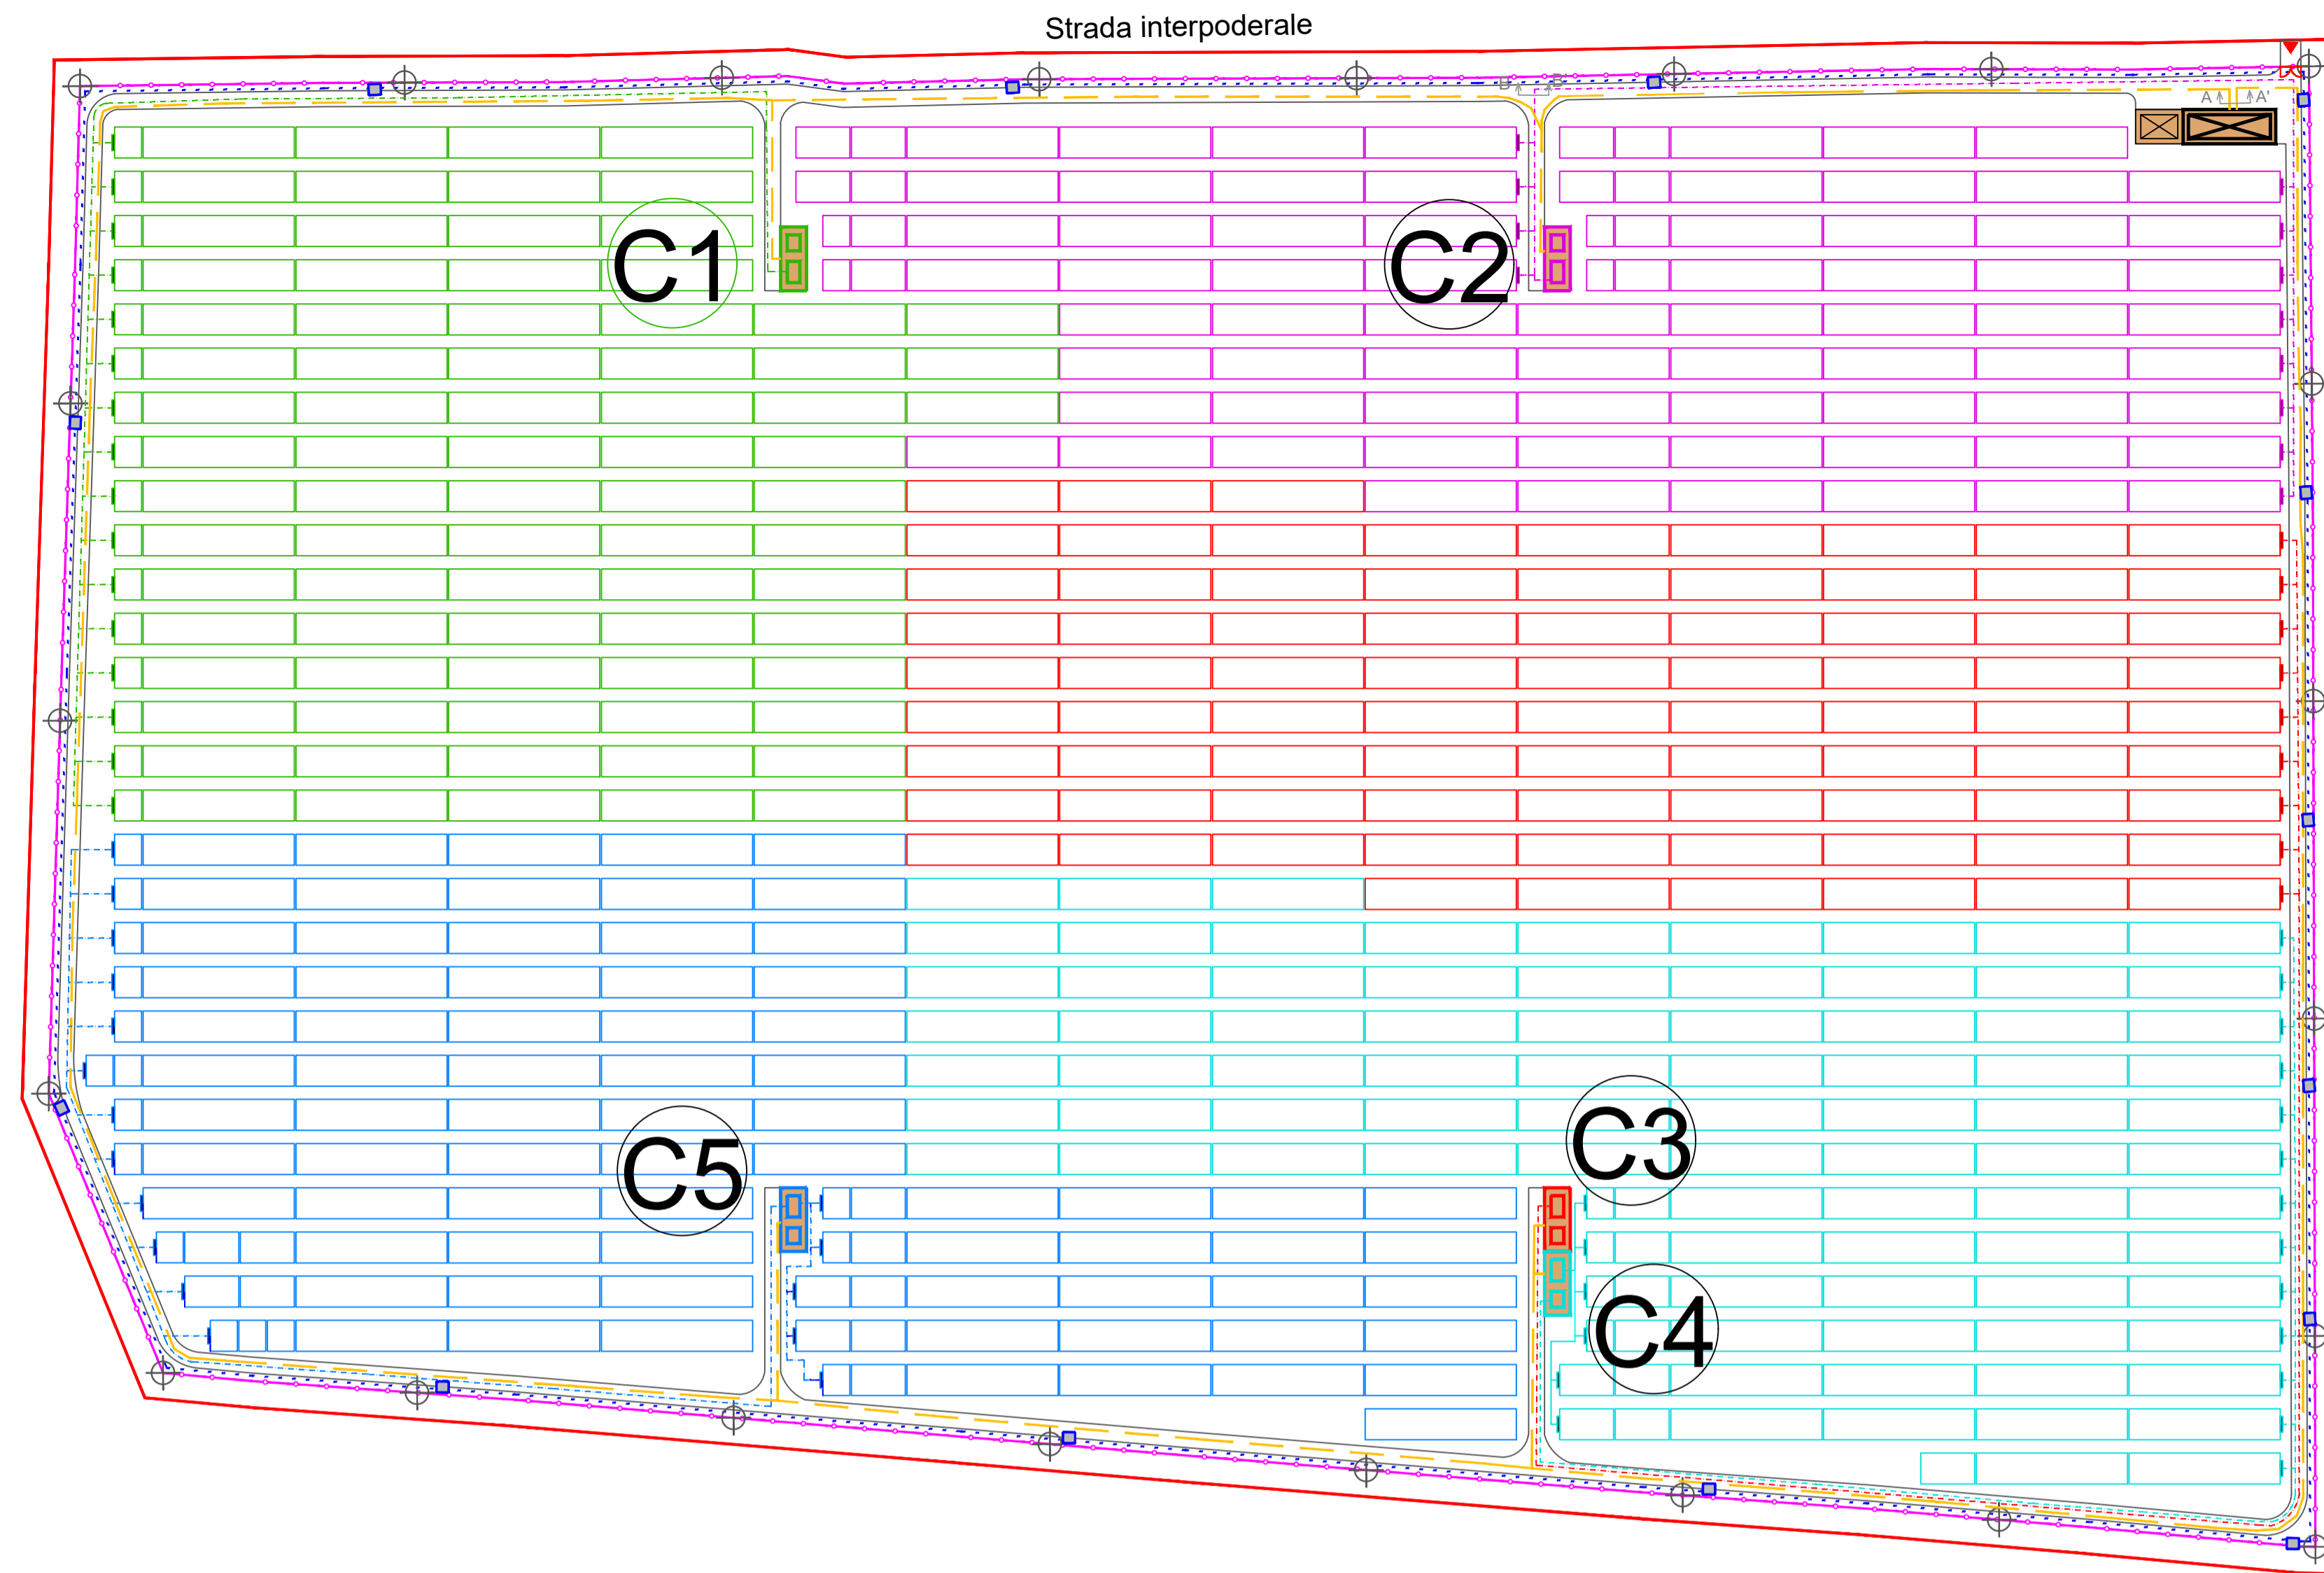 Strada interpoderale
B B'
A A'
C1
C2
C3
C5
C4